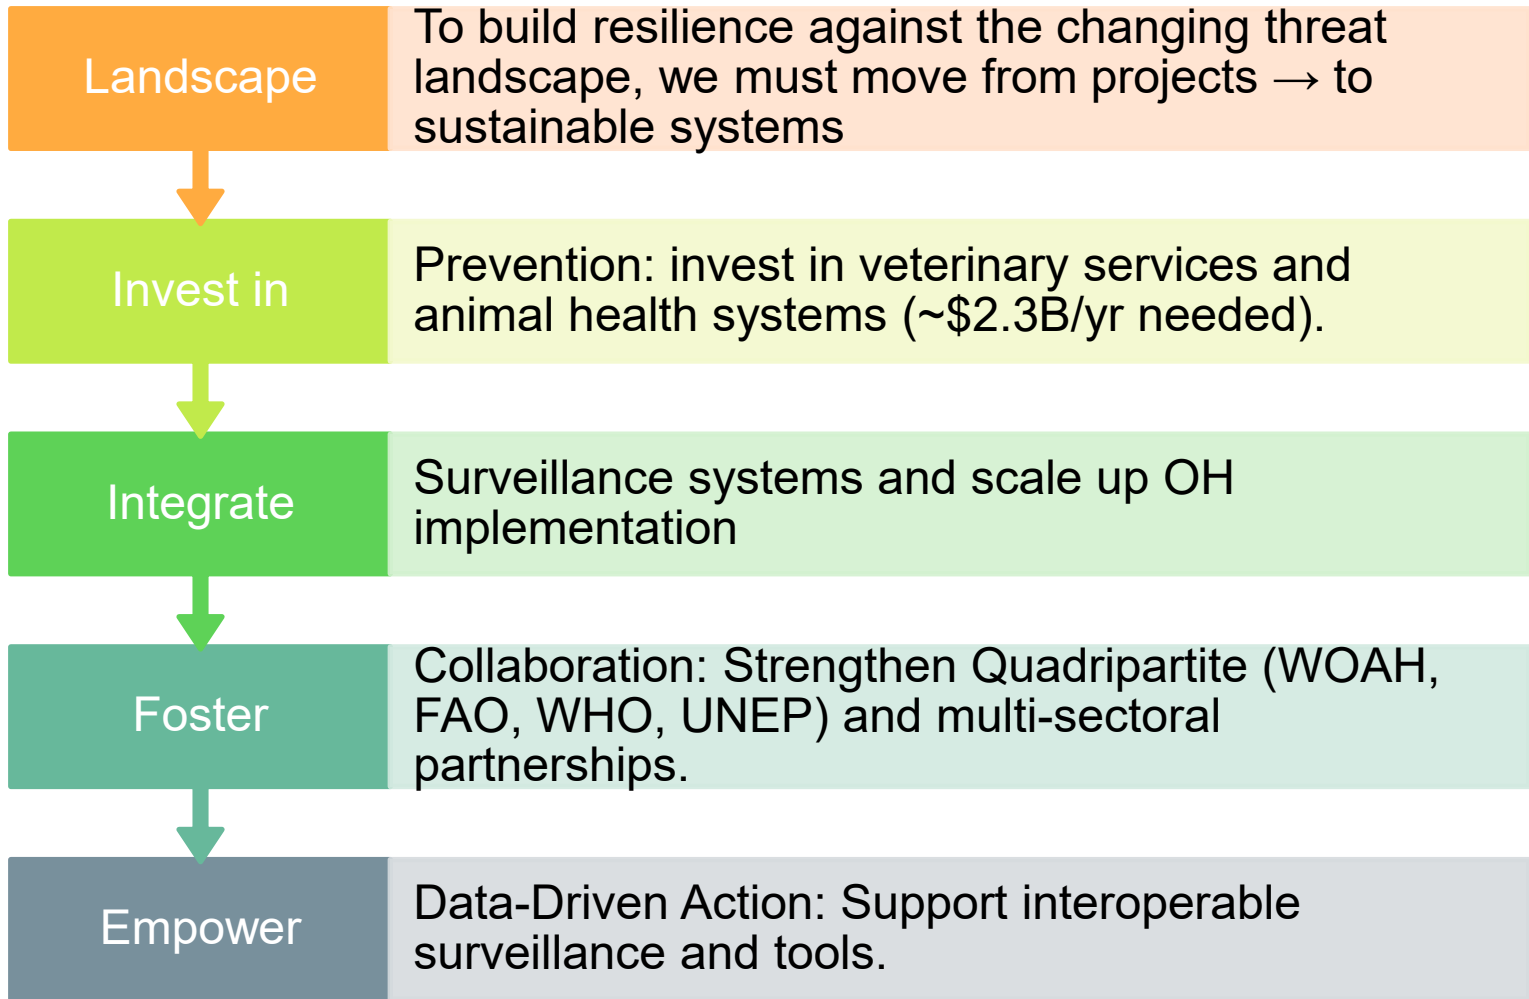 Landscape
To build resilience against the changing threat
landscape, we must move from projects → to
sustainable systems
Invest in
Prevention: invest in veterinary services and
animal health systems (~$2.3B/yr needed).
Integrate
Surveillance systems and scale up OH
implementation
Foster
Collaboration: Strengthen Quadripartite (WOAH,
FAO, WHO, UNEP) and multi-sectoral
partnerships.
Empower
Data-Driven Action: Support interoperable
surveillance and tools.